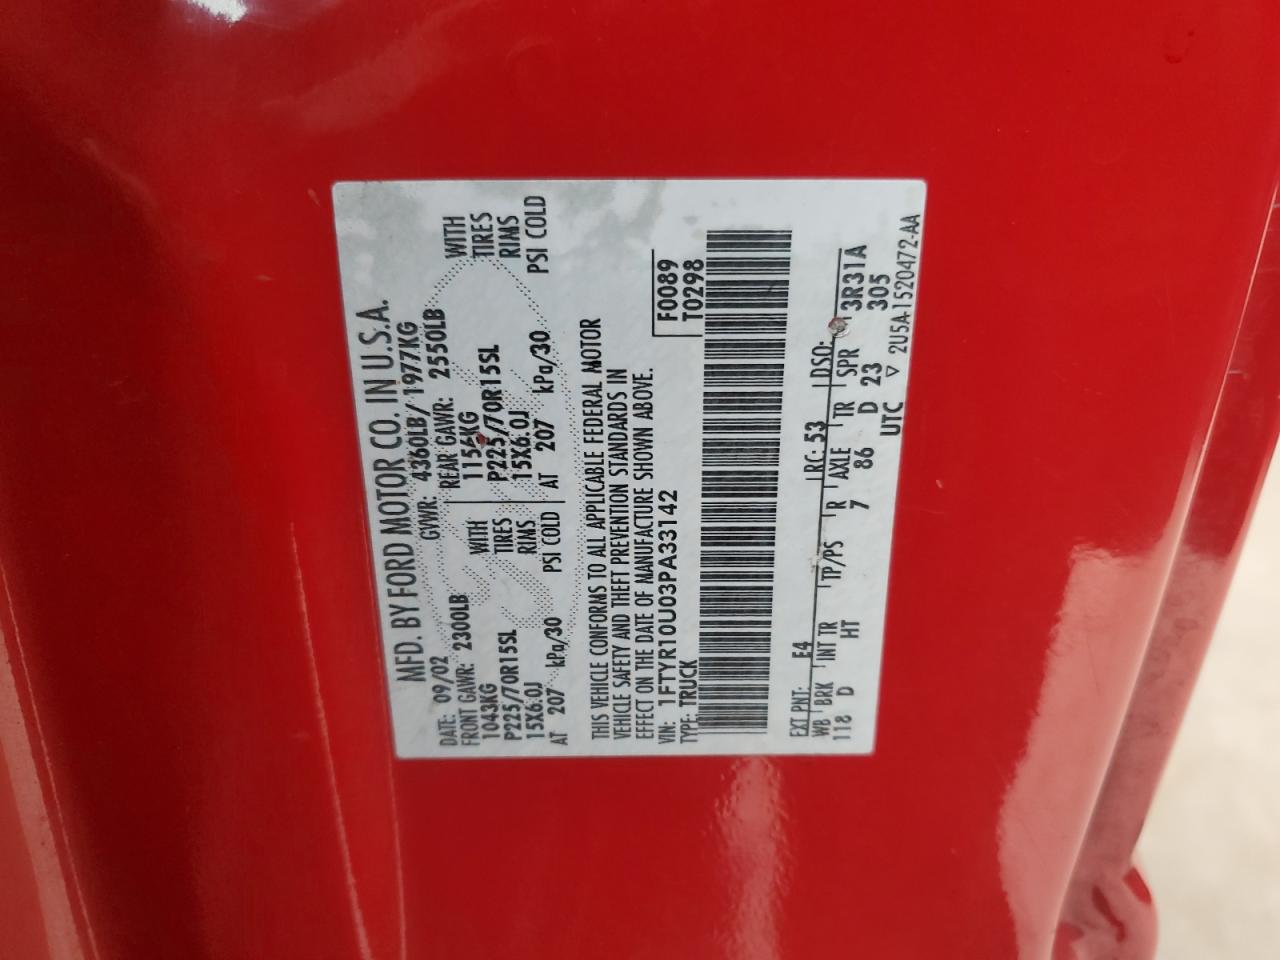 MFD. BY FORD MOTOR CO. IN U.S.A.
DATE: 09/02 GVWR: 4360LB/ 1977KG
FRONT GAWR: 2300LB REAR GAWR: 2550LB
1043KG WITH 1156KG WITH
P225/70R15SL TIRES P225/70R15SL TIRES
15X6.0J RIMS 15X6.0J RIMS
AT 207 kPa/30 PSI COLD AT 207 kPa/30 PSI COLD
THIS VEHICLE CONFORMS TO ALL APPLICABLE FEDERAL MOTOR
VEHICLE SAFETY AND THEFT PREVENTION STANDARDS IN
EFFECT ON THE DATE OF MANUFACTURE SHOWN ABOVE.
VIN: 1FTYR10U03PA33142 F0089
TYPE: TRUCK T0298
EXT PNT: E4 RC: 53 DSO:
WB BRK INT TR TP/PS R AXLE TR SPR 3R31A
118 D HT 7 86 D 23 305
UTC ▽ 2U5A-1520472-AA